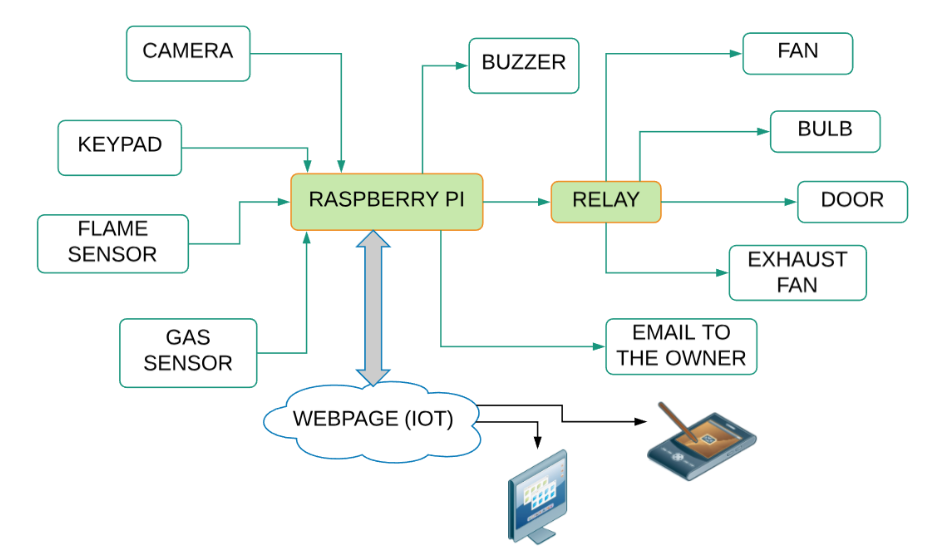 CAMERA
BUZZER
FAN
KEYPAD
BULB
RASPBERRY PI
RELAY
DOOR
FLAME
SENSOR
EXHAUST
FAN
GAS
SENSOR
EMAIL TO
THE OWNER
WEBPAGE (IOT)